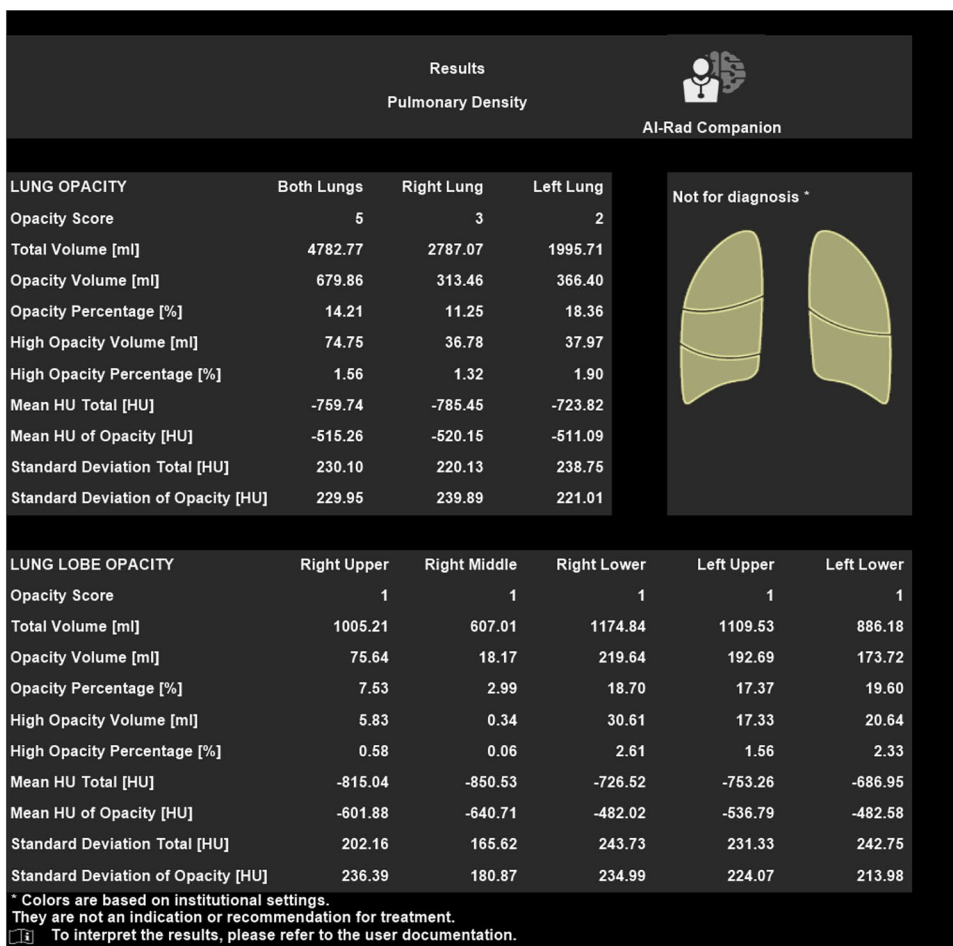 Results
Pulmonary Density
AI-Rad Companion
LUNG OPACITY Both Lungs Right Lung Left Lung
Opacity Score 5 3 2
Total Volume [ml] 4782.77 2787.07 1995.71
Opacity Volume [ml] 679.86 313.46 366.40
Opacity Percentage [%] 14.21 11.25 18.36
High Opacity Volume [ml] 74.75 36.78 37.97
High Opacity Percentage [%] 1.56 1.32 1.90
Mean HU Total [HU] -759.74 -785.45 -723.82
Mean HU of Opacity [HU] -515.26 -520.15 -511.09
Standard Deviation Total [HU] 230.10 220.13 238.75
Standard Deviation of Opacity [HU] 229.95 239.89 221.01
Not for diagnosis *
LUNG LOBE OPACITY Right Upper Right Middle Right Lower Left Upper Left Lower
Opacity Score 1 1 1 1 1
Total Volume [ml] 1005.21 607.01 1174.84 1109.53 886.18
Opacity Volume [ml] 75.64 18.17 219.64 192.69 173.72
Opacity Percentage [%] 7.53 2.99 18.70 17.37 19.60
High Opacity Volume [ml] 5.83 0.34 30.61 17.33 20.64
High Opacity Percentage [%] 0.58 0.06 2.61 1.56 2.33
Mean HU Total [HU] -815.04 -850.53 -726.52 -753.26 -686.95
Mean HU of Opacity [HU] -601.88 -640.71 -482.02 -536.79 -482.58
Standard Deviation Total [HU] 202.16 165.62 243.73 231.33 242.75
Standard Deviation of Opacity [HU] 236.39 180.87 234.99 224.07 213.98
* Colors are based on institutional settings.
They are not an indication or recommendation for treatment.
To interpret the results, please refer to the user documentation.